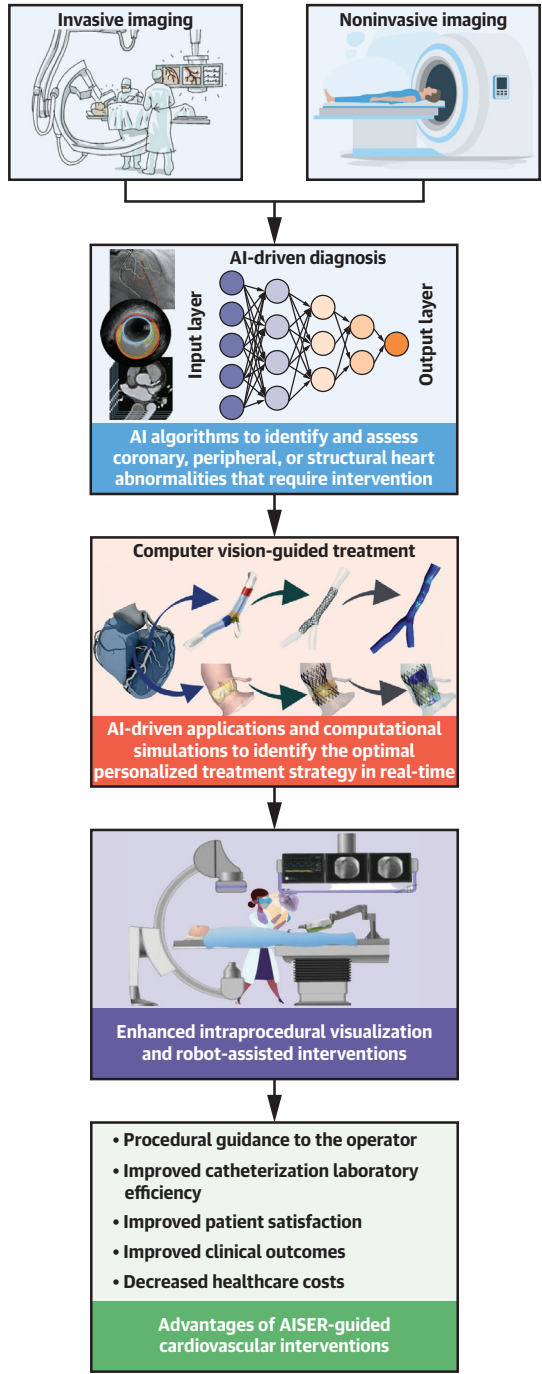 Invasive imaging
Noninvasive imaging
AI-driven diagnosis
Input layer
Output layer
AI algorithms to identify and assess
coronary, peripheral, or structural heart
abnormalities that require intervention
Computer vision-guided treatment
AI-driven applications and computational
simulations to identify the optimal
personalized treatment strategy in real-time
Enhanced intraprocedural visualization
and robot-assisted interventions
• Procedural guidance to the operator
• Improved catheterization laboratory
efficiency
• Improved patient satisfaction
• Improved clinical outcomes
• Decreased healthcare costs
Advantages of AISER-guided
cardiovascular interventions